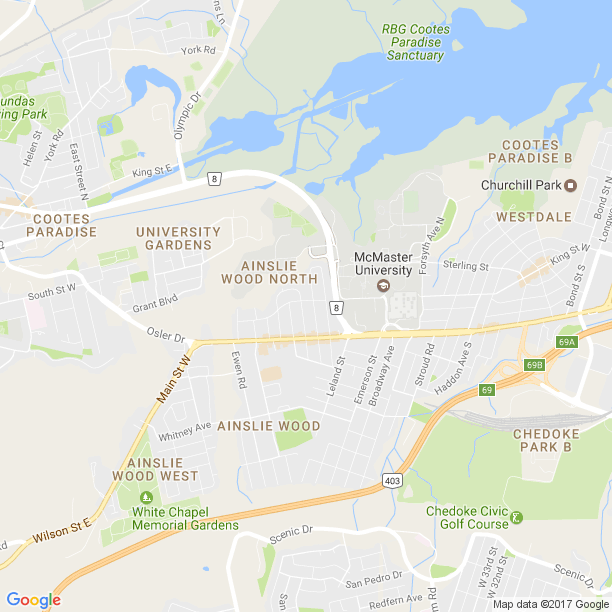 RBG Cootes
Paradise
Sanctuary
York Rd
Olympic Dr
undas
ving Park
Helen St
York Rd
East Street N
King St E
8
COOTES
PARADISE B
Churchill Park
WESTDALE
Bond St N
Longwo
COOTES
PARADISE
UNIVERSITY
GARDENS
Forsyth Ave N
McMaster
University
Sterling St
King St W
AINSLIE
WOOD NORTH
Bond St S
South St W
Grant Blvd
8
Osler Dr
69A
69B
Main St W
Ewen Rd
Leland St
Emerson St
Broadway Ave
Stroud Rd
Haddon Ave S
69
AINSLIE WOOD
Whitney Ave
CHEDOKE
PARK B
AINSLIE
WOOD WEST
403
White Chapel
Memorial Gardens
Chedoke Civic
Golf Course
Wilson St E
Scenic Dr
Scenic Dr
W 33rd St
W 32nd St
San Pedro Dr
Redfern Ave
Rd
Google
Map data ©2017 Google